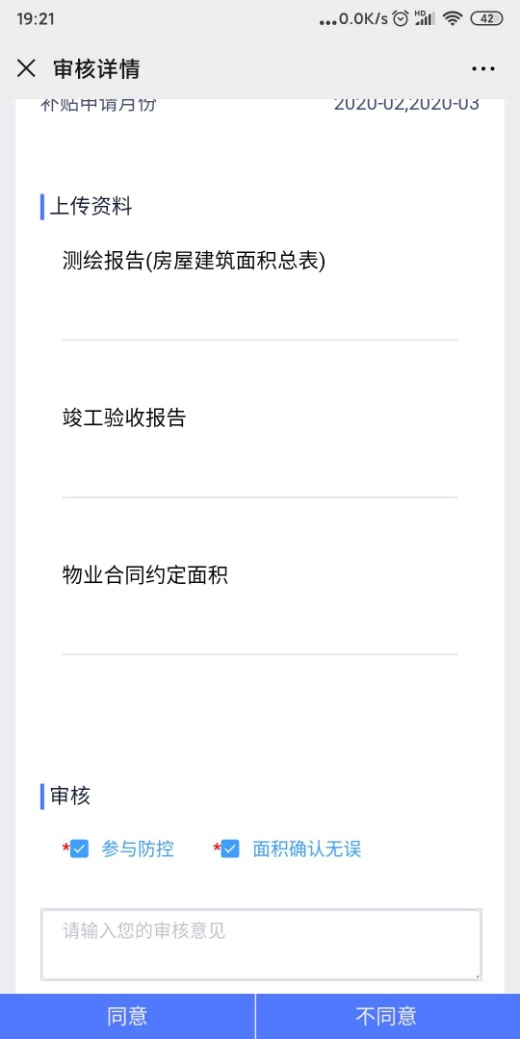 19:21
...0.0K/s
HD
42
审核详情
补贴申请月份
2020-02,2020-03
上传资料
测绘报告(房屋建筑面积总表)
竣工验收报告
物业合同约定面积
审核
*参与防控 *面积确认无误
请输入您的审核意见
同意 不同意